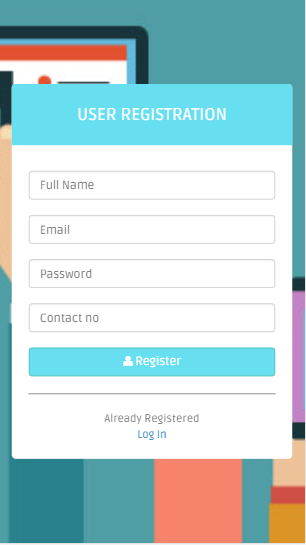 USER REGISTRATION
Full Name
Email
Password
Contact no
Register
Already Registered
Log In